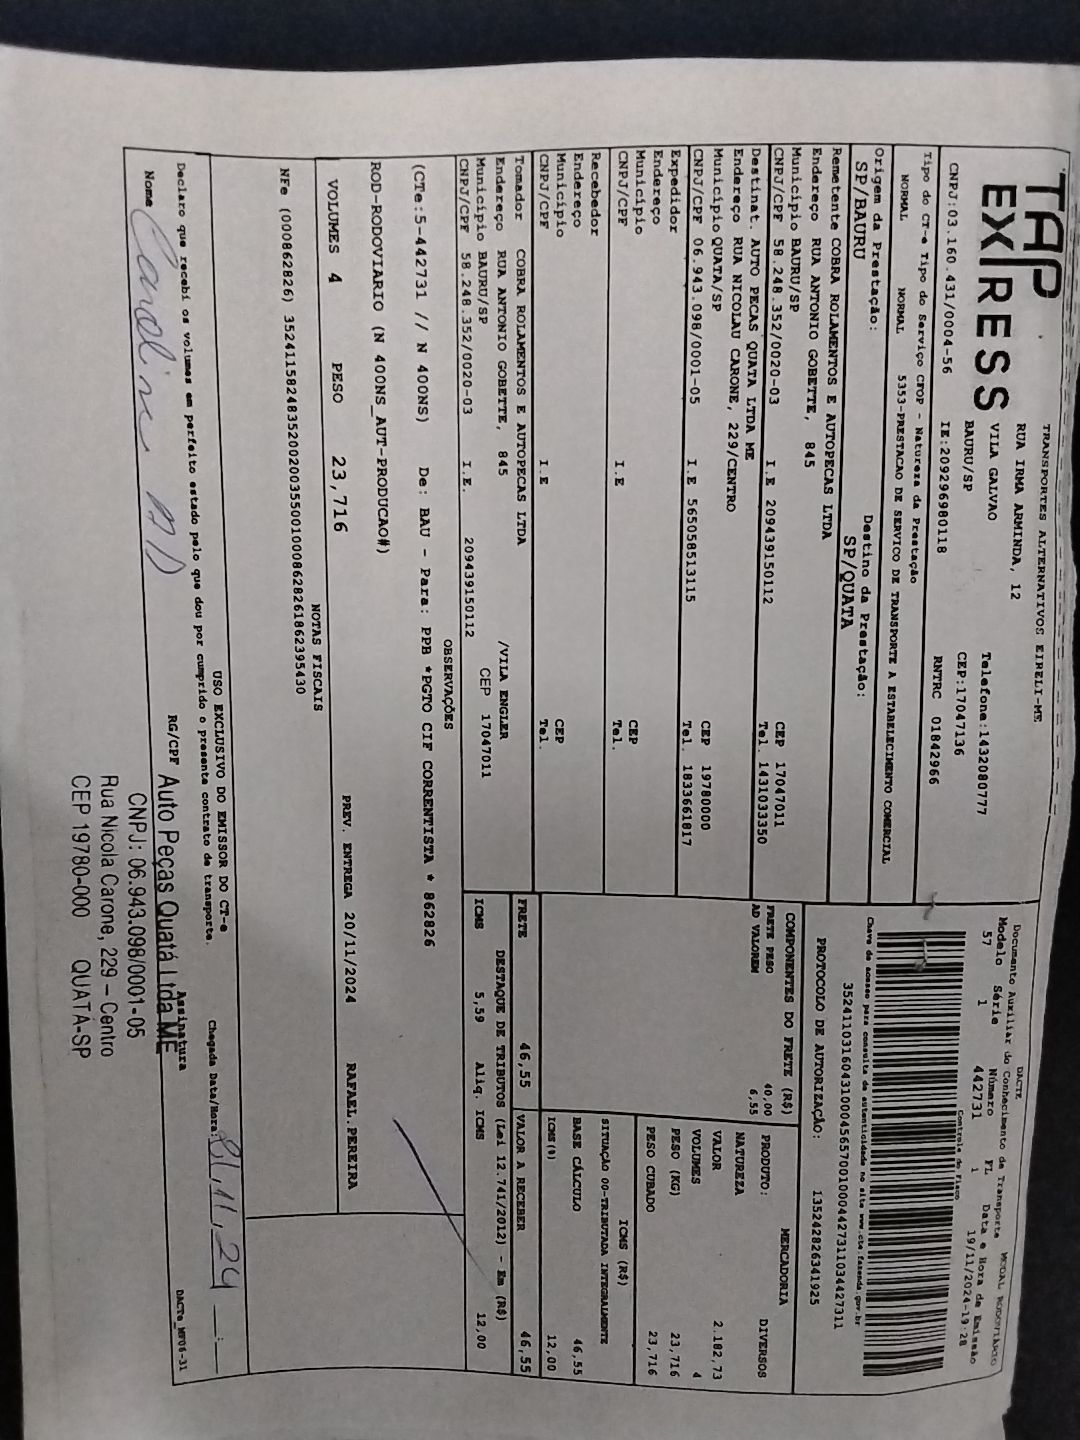 TAP EXPRESS
TRANSPORTES ALTERNATIVOS EIRELI-ME
RUA IRMA ARMINDA, 12
VILA GALVAO Telefone:1432080777
BAURU/SP CEP:17047136
CNPJ:03.160.431/0004-56 IE:209296980118 RNTRC 01842966
Tipo do CT-e Tipo do Serviço CFOP - Natureza da Prestação
NORMAL NORMAL 5353-PRESTACAO DE SERVICO DE TRANSPORTE A ESTABELECIMENTO COMERCIAL
Origem da Prestação: Destino da Prestação:
SP/BAURU SP/QUATA
Remetente COBRA ROLAMENTOS E AUTOPECAS LTDA
Endereço RUA ANTONIO GOBETTE, 845
Município BAURU/SP CEP 17047011
CNPJ/CPF 58.248.352/0020-03 I.E 209439150112 Tel. 1431033350
Destinat. AUTO PECAS QUATA LTDA ME
Endereço RUA NICOLAU CARONE, 229/CENTRO
Município QUATA/SP CEP 19780000
CNPJ/CPF 06.943.098/0001-05 I.E 565058513115 Tel. 1833661817
Expedidor
Endereço
Município CEP
CNPJ/CPF I.E Tel.
Recebedor
Endereço
Município CEP
CNPJ/CPF I.E Tel.
Tomador COBRA ROLAMENTOS E AUTOPECAS LTDA
Endereço RUA ANTONIO GOBETTE, 845 /VILA ENGLER
Município BAURU/SP CEP 17047011
CNPJ/CPF 58.248.352/0020-03 I.E. 209439150112
DACTE
Documento Auxiliar do Conhecimento de Transporte MODAL RODOVIÁRIO
Modelo Série Número FL Data e Hora de Emissão
57 1 442731 1 19/11/2024-19:28
Controle do Fisco
Chave de acesso para consulta de autenticidade no site www.cte.fazenda.gov.br
35241103160431000456570010004427311034427311
PROTOCOLO DE AUTORIZAÇÃO: 135242826341925
COMPONENTES DO FRETE (R$)
FRETE PESO 40,00
AD VALOREM 6,55
MERCADORIA
PRODUTO: DIVERSOS
NATUREZA
VALOR 2.182,73
VOLUMES 4
PESO (KG) 23,716
PESO CUBADO 23,716
ICMS (R$)
SITUAÇÃO 00-TRIBUTADA INTEGRALMENTE
BASE CÁLCULO 46,55
ICMS(%) 12,00
FRETE 46,55 VALOR A RECEBER 46,55
DESTAQUE DE TRIBUTOS (Lei 12.741/2012) - Em (R$)
ICMS 5,59 Aliq. ICMS 12,00
OBSERVAÇÕES
(CTe:5-442731 // N 400NS) De: BAU - Para: PPB *PGTO CIF CORRENTISTA * 862826
ROD-RODOVIARIO (N 400NS_AUT-PRODUCAO#)
VOLUMES 4 PESO 23,716 PREV. ENTREGA 20/11/2024 RAFAEL.PEREIRA
NOTAS FISCAIS
NFe (000862826) 35241158248352002003550010008628261862395430
USO EXCLUSIVO DO EMISSOR DO CT-e
Declaro que recebi os volumes em perfeito estado pelo que dou por cumprido o presente contrato de transporte. Chegada Data/Hora: 21,11,24 :
Nome Caroline RG/CPF Assinatura
DACTe_MF06-31
Auto Peças Quatá Ltda ME
CNPJ: 06.943.098/0001-05
Rua Nicola Carone, 229 – Centro
CEP 19780-000 QUATÁ-SP